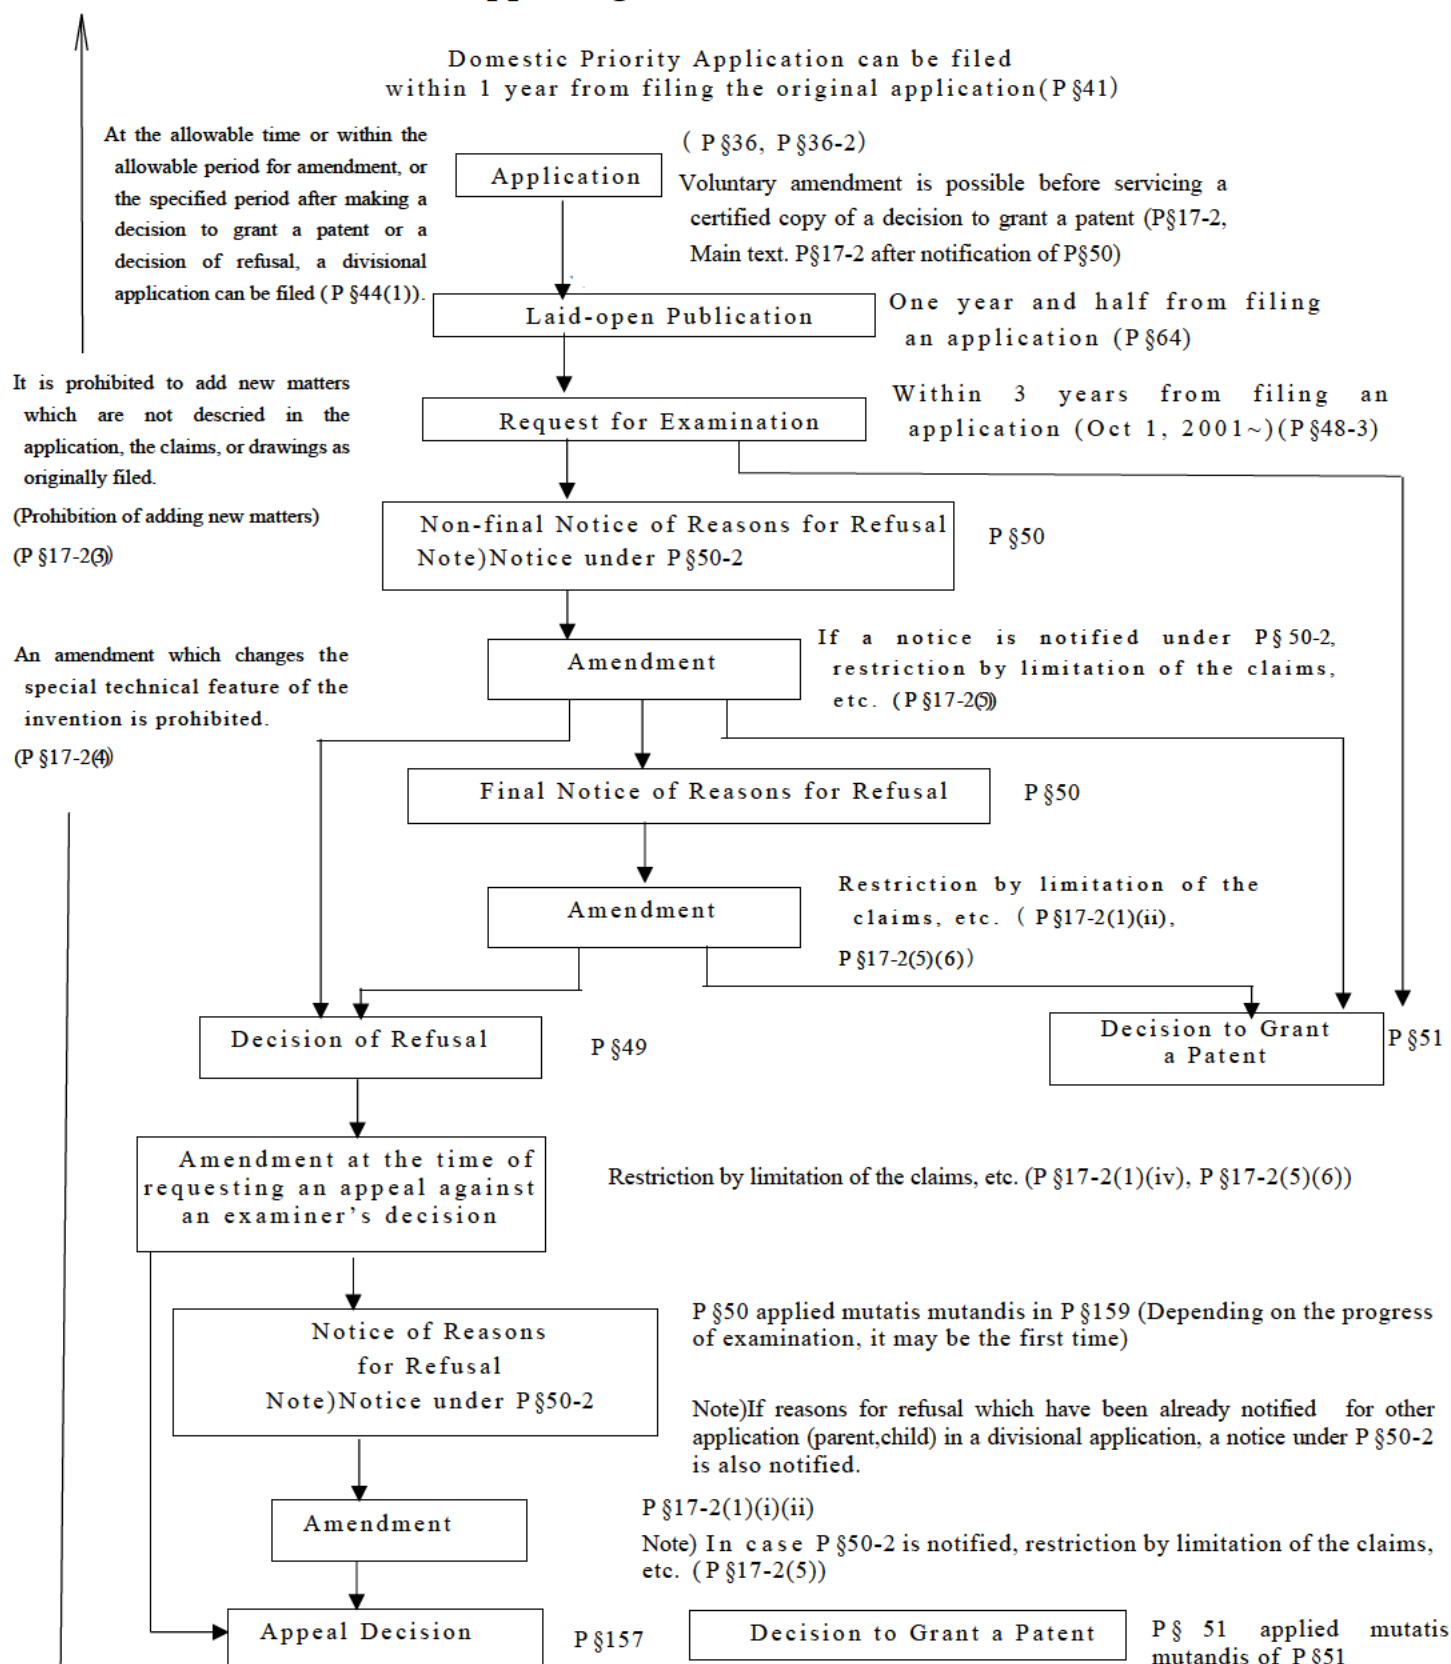 Domestic Priority Application can be filed
within 1 year from filing the original application(P§41)
At the allowable time or within the
allowable period for amendment, or
the specified period after making a
decision to grant a patent or a
decision of refusal, a divisional
application can be filed (P§44(1)).
( P§36, P§36-2)
Application
Voluntary amendment is possible before servicing a
certified copy of a decision to grant a patent (P§17-2,
Main text. P§17-2 after notification of P§50)
Laid-open Publication
One year and half from filing
an application (P§64)
It is prohibited to add new matters
which are not descried in the
application, the claims, or drawings as
originally filed.
(Prohibition of adding new matters)
(P§17-2(3))
Request for Examination
Within 3 years from filing an
application (Oct 1, 2001~)(P§48-3)
Non-final Notice of Reasons for Refusal
Note)Notice under P§50-2
P§50
An amendment which changes the
special technical feature of the
invention is prohibited.
(P§17-2(4))
Amendment
If a notice is notified under P§50-2,
restriction by limitation of the claims,
etc. (P§17-2(5))
Final Notice of Reasons for Refusal
P§50
Amendment
Restriction by limitation of the
claims, etc. ( P§17-2(1)(ii),
P§17-2(5)(6))
Decision of Refusal
P§49
Decision to Grant
a Patent
P§51
Amendment at the time of
requesting an appeal against
an examiner's decision
Restriction by limitation of the claims, etc. (P§17-2(1)(iv), P§17-2(5)(6))
Notice of Reasons
for Refusal
Note)Notice under P§50-2
P§50 applied mutatis mutandis in P§159 (Depending on the progress
of examination, it may be the first time)
Note)If reasons for refusal which have been already notified for other
application (parent,child) in a divisional application, a notice under P§50-2
is also notified.
Amendment
P§17-2(1)(i)(ii)
Note) In case P§50-2 is notified, restriction by limitation of the claims,
etc. (P§17-2(5))
Appeal Decision
P§157
Decision to Grant a Patent
P§ 51 applied mutatis
mutandis of P§51